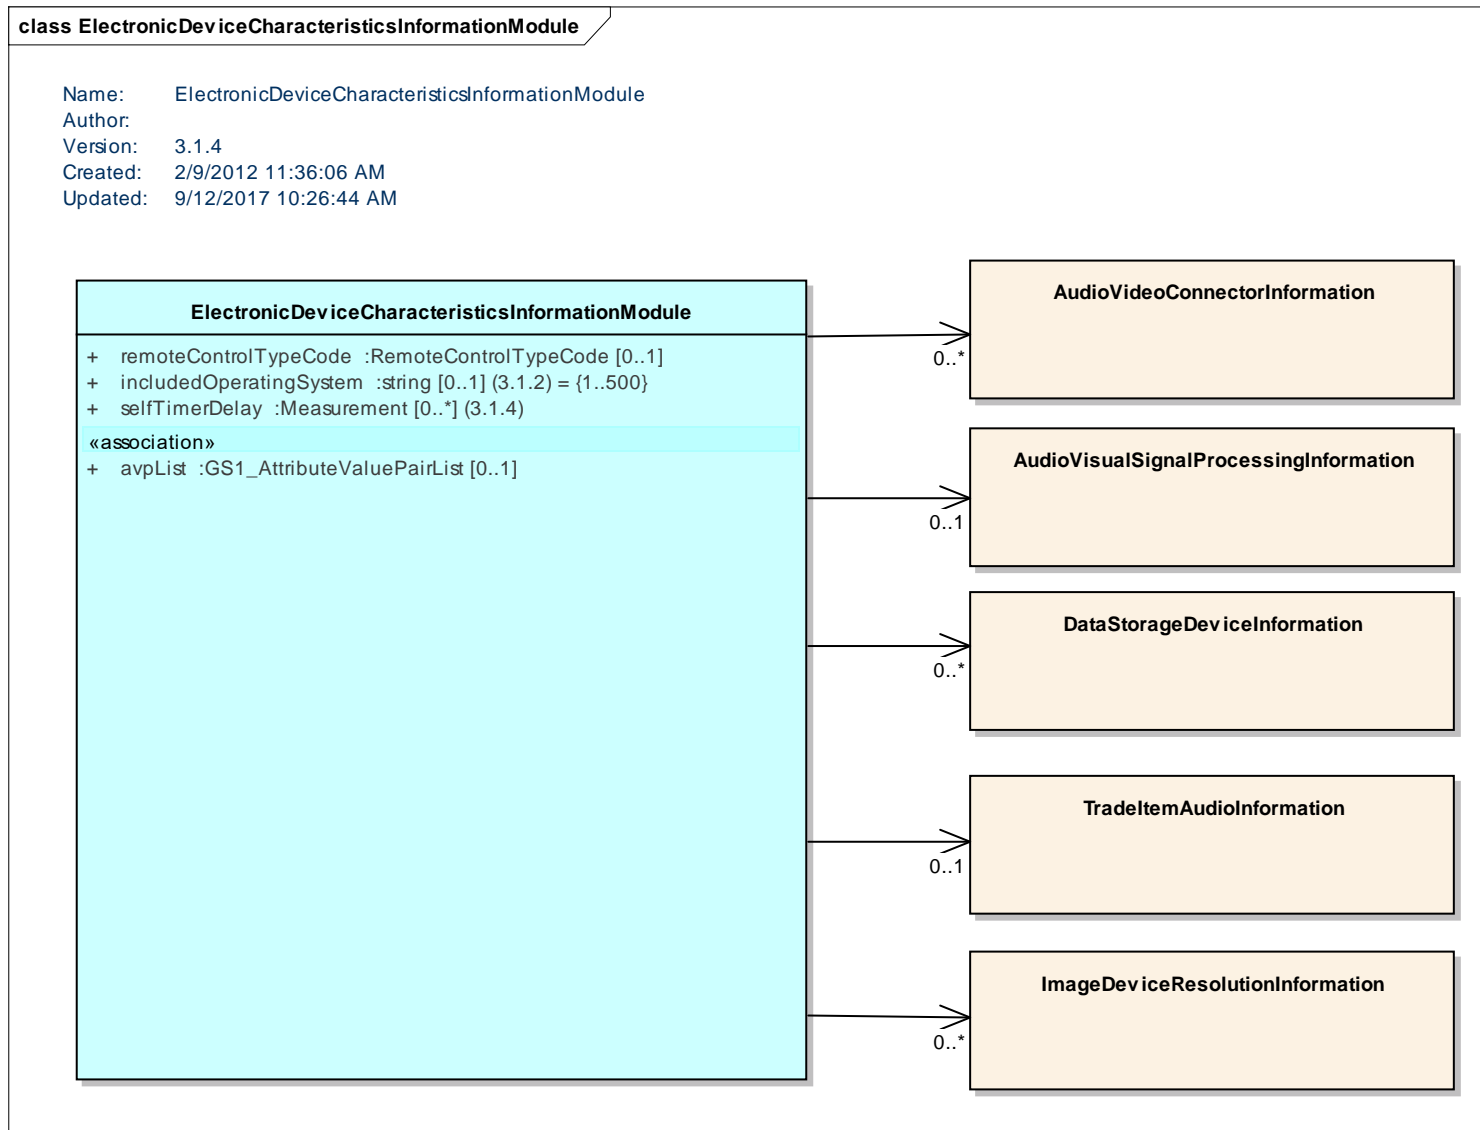 class ElectronicDeviceCharacteristicsInformationModule
Name: ElectronicDeviceCharacteristicsInformationModule
Author:
Version: 3.1.4
Created: 2/9/2012 11:36:06 AM
Updated: 9/12/2017 10:26:44 AM
ElectronicDeviceCharacteristicsInformationModule
+ remoteControlTypeCode :RemoteControlTypeCode [0..1]
+ includedOperatingSystem :string [0..1] (3.1.2) = {1..500}
+ selfTimerDelay :Measurement [0..*] (3.1.4)
«association»
+ avpList :GS1_AttributeValuePairList [0..1]
AudioVideoConnectorInformation
0..*
AudioVisualSignalProcessingInformation
0..1
DataStorageDeviceInformation
0..*
TradeItemAudioInformation
0..1
ImageDeviceResolutionInformation
0..*